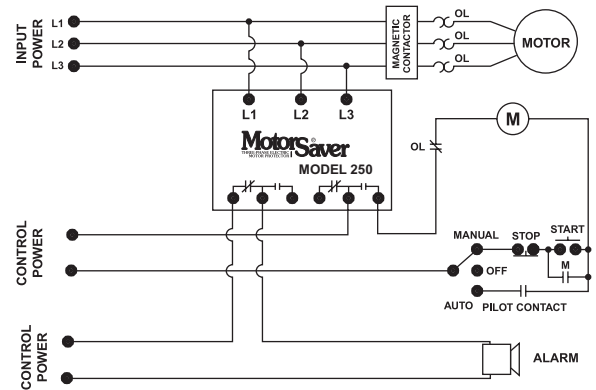 INPUT POWER
L1
L2
L3
MAGNETIC CONTACTOR
OL
OL
OL
MOTOR
L1 L2 L3
MotorSaver®
THREE-PHASE ELECTRIC
MOTOR PROTECTOR
MODEL 250
OL
M
CONTROL POWER
MANUAL
STOP
START
OFF
M
AUTO
PILOT CONTACT
CONTROL POWER
ALARM